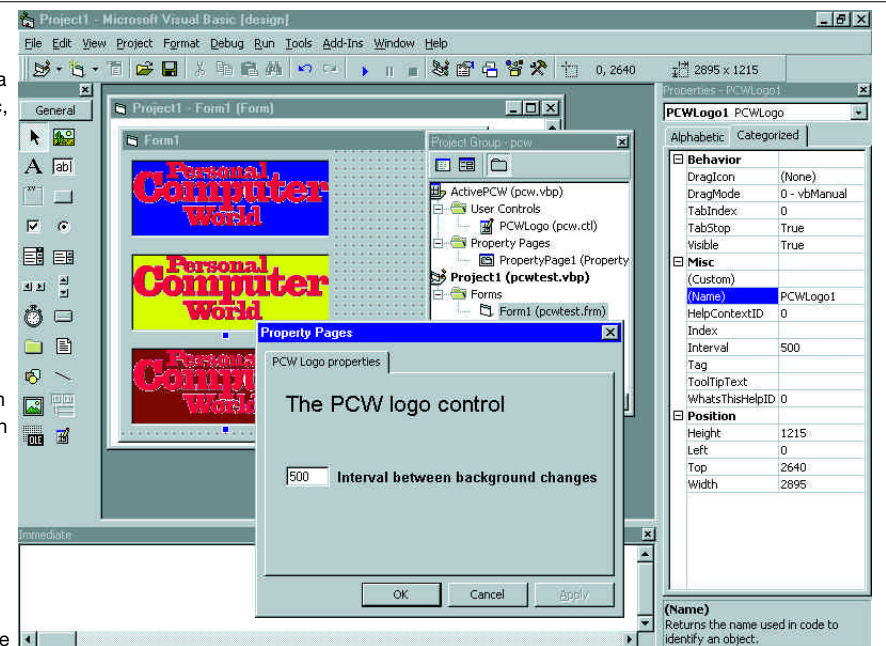 Project1 - Microsoft Visual Basic [design]
File Edit View Project Format Debug Run Tools Add-Ins Window Help
0, 2640 2895 x 1215
a
,
General
A ab|
xy
OLE
n
n
e
Project1 - Form1 (Form)
Form1
Personal
Computer
World
Personal
Computer
World
Project Group - pcw
ActivePCW (pcw.vbp)
User Controls
PCWLogo (pcw.ctl)
Property Pages
PropertyPage1 (Property
Project1 (pcwtest.vbp)
Forms
Form1 (pcwtest.frm)
Property Pages
PCW Logo properties
The PCW logo control
500 Interval between background changes
OK Cancel Apply
Immediate
Properties - PCWLogo1
PCWLogo1 PCWLogo
Alphabetic Categorized
Behavior
DragIcon (None)
DragMode 0 - vbManual
TabIndex 0
TabStop True
Visible True
Misc
(Custom)
(Name) PCWLogo1
HelpContextID 0
Index
Interval 500
Tag
ToolTipText
WhatsThisHelpID 0
Position
Height 1215
Left 0
Top 2640
Width 2895
(Name)
Returns the name used in code to
identify an object.